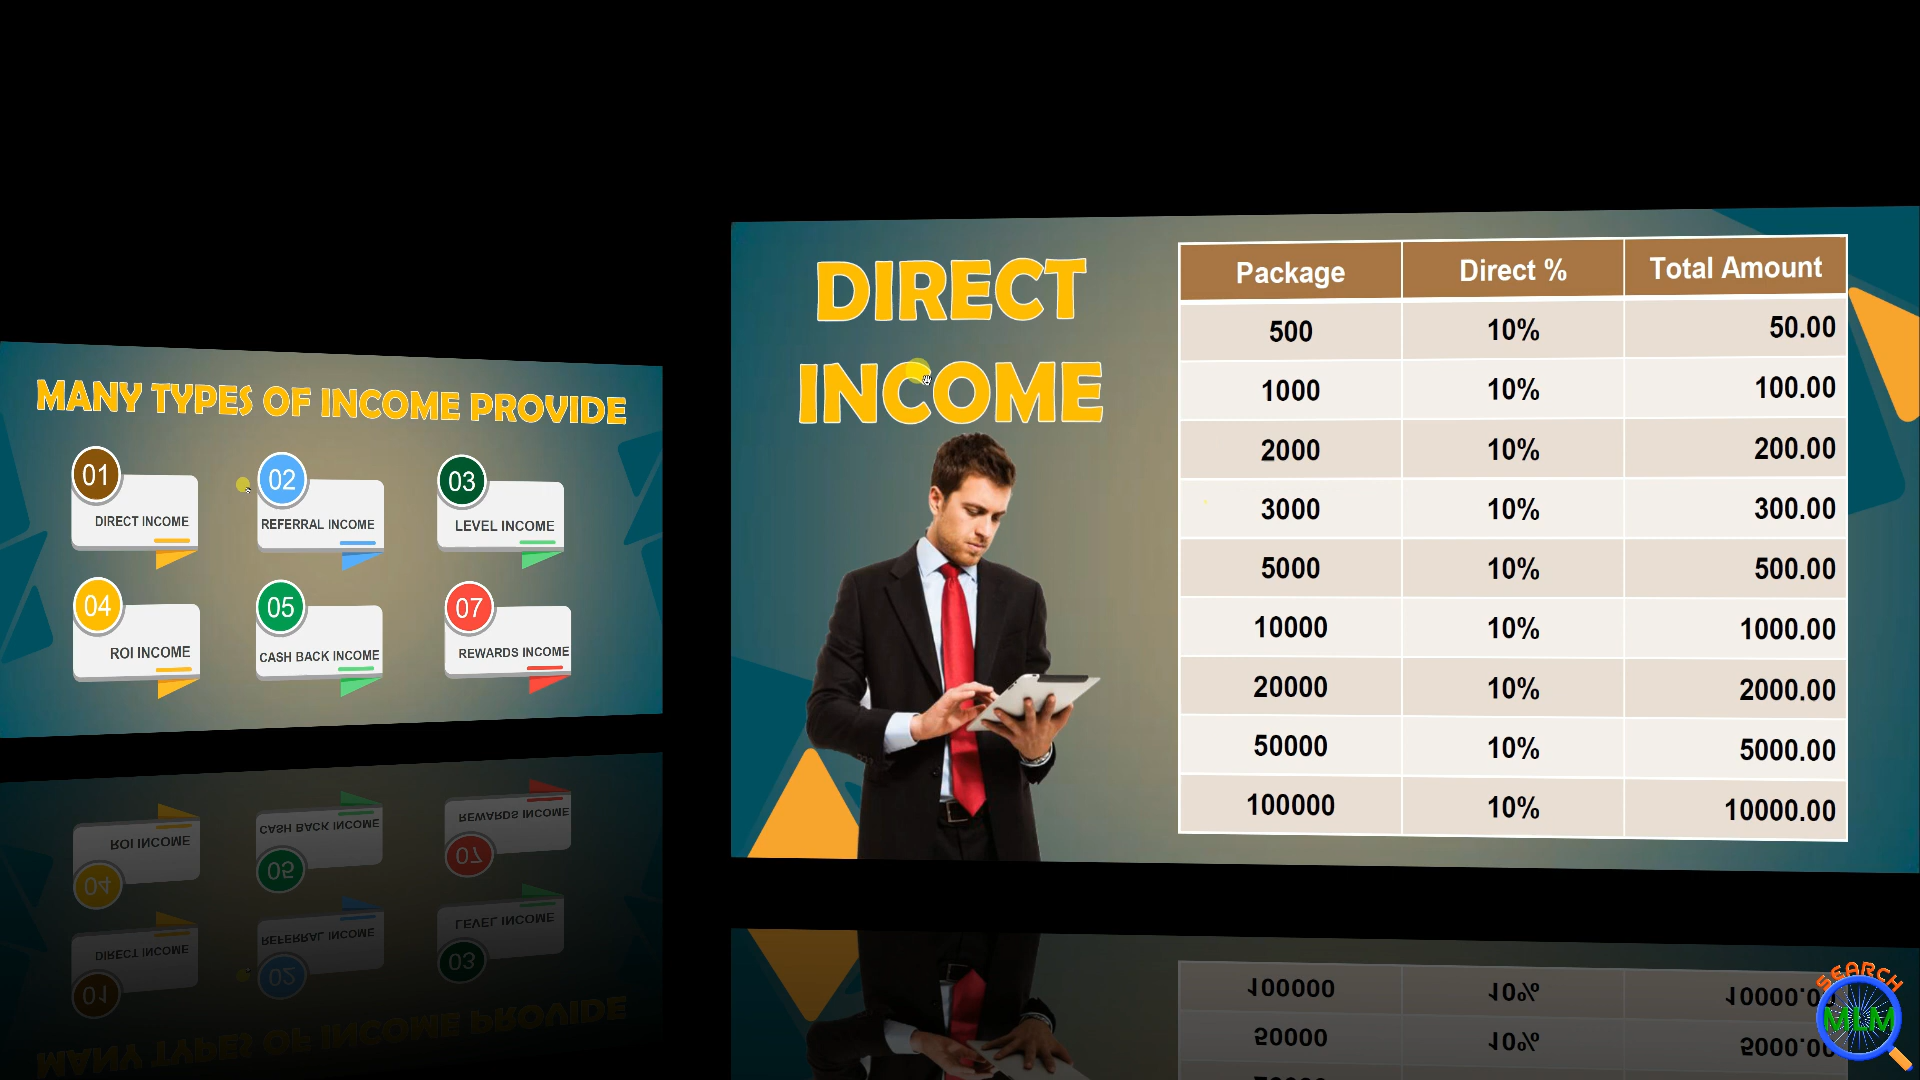 MANY TYPES OF INCOME PROVIDE
01
DIRECT INCOME
02
REFERRAL INCOME
03
LEVEL INCOME
04
ROI INCOME
05
CASH BACK INCOME
07
REWARDS INCOME
DIRECT
INCOME
Package Direct % Total Amount
500 10% 50.00
1000 10% 100.00
2000 10% 200.00
3000 10% 300.00
5000 10% 500.00
10000 10% 1000.00
20000 10% 2000.00
50000 10% 5000.00
100000 10% 10000.00
SEARCH
MLM